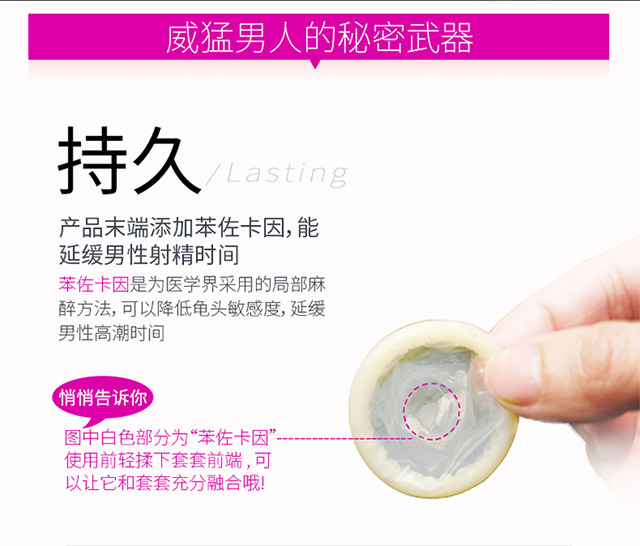 威猛男人的秘密武器
持久/Lasting
产品末端添加苯佐卡因，能
延缓男性射精时间
苯佐卡因是为医学界采用的局部麻
醉方法，可以降低龟头敏感度，延缓
男性高潮时间
悄悄告诉你
图中白色部分为“苯佐卡因”
使用前轻揉下套套前端，可
以让它和套套充分融合哦!